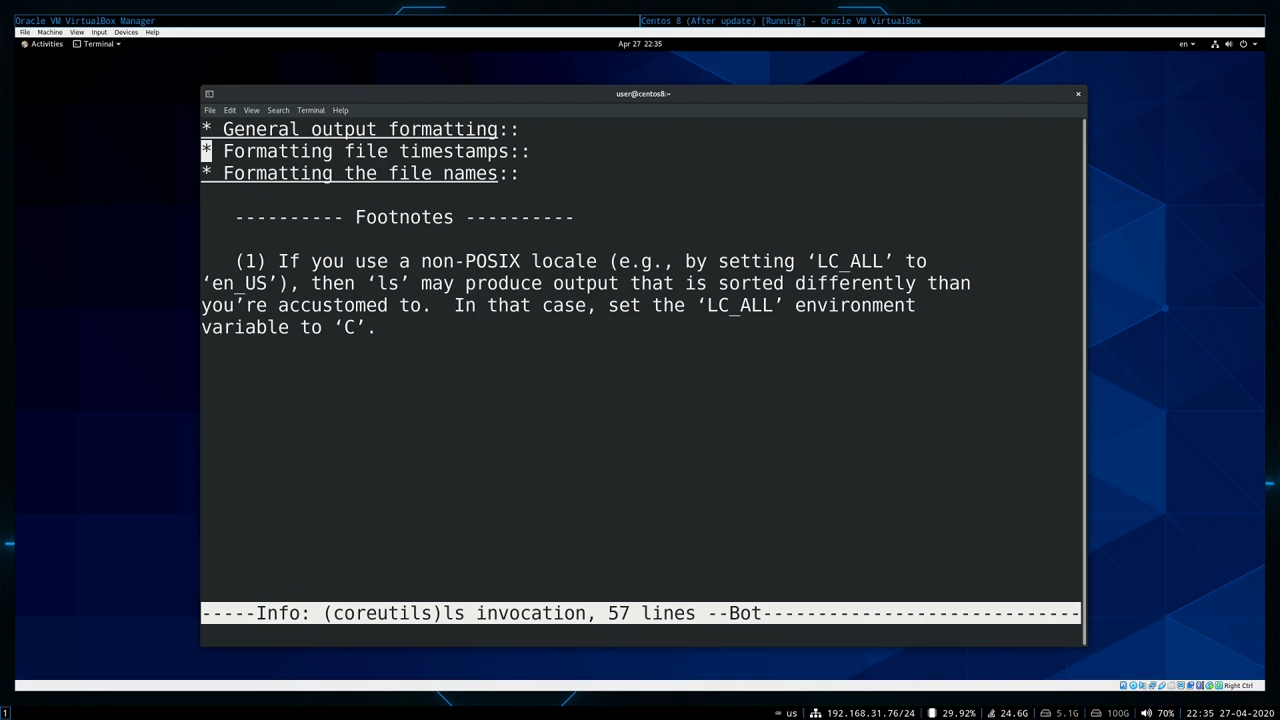 Oracle VM VirtualBox Manager
Centos 8 (After update) [Running] - Oracle VM VirtualBox
File Machine View Input Devices Help
Activities Terminal Apr 27 22:35 en
user@centos8:~ ×
File Edit View Search Terminal Help
* General output formatting::
* Formatting file timestamps::
* Formatting the file names::
---------- Footnotes ----------
(1) If you use a non-POSIX locale (e.g., by setting ‘LC_ALL’ to
‘en_US’), then ‘ls’ may produce output that is sorted differently than
you’re accustomed to.  In that case, set the ‘LC_ALL’ environment
variable to ‘C’.
-----Info: (coreutils)ls invocation, 57 lines --Bot-----------------------------
Right Ctrl
1 us 192.168.31.76/24 29.92% 24.6G 5.1G 100G 70% 22:35 27-04-2020